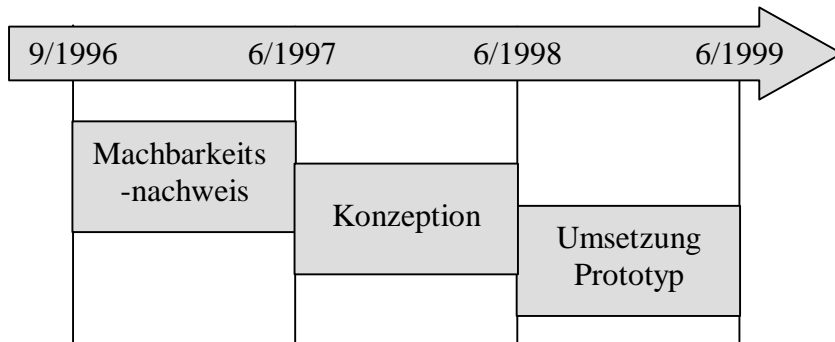 9/1996 6/1997 6/1998 6/1999
Machbarkeits
-nachweis
Konzeption
Umsetzung
Prototyp